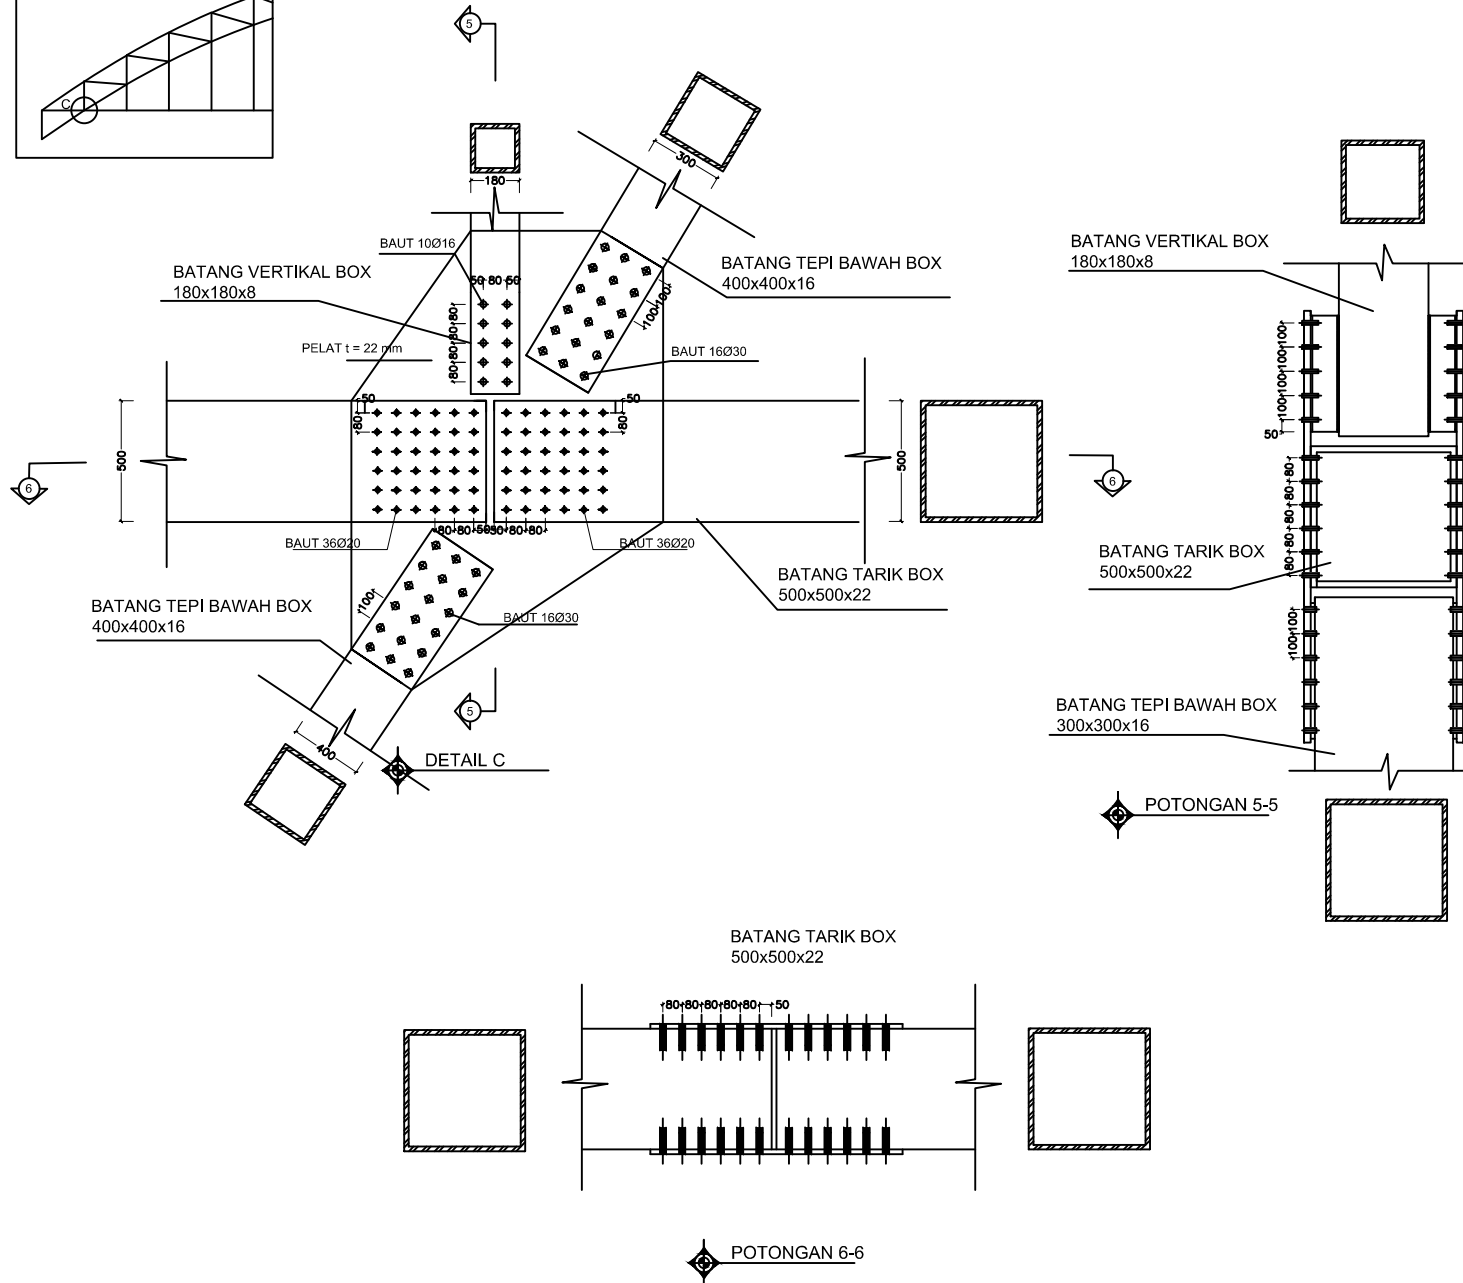 C
5
300
180
BAUT 10Ø16
BATANG VERTIKAL BOX
180x180x8
BATANG TEPI BAWAH BOX
400x400x16
50 80 50
80 80 80 80
100 100
PELAT t = 22 mm
BAUT 16Ø30
50
80
50
80
500
500
6
6
80 80 50 50 80 80
BAUT 36Ø20
BAUT 36Ø20
BATANG TARIK BOX
500x500x22
BATANG TEPI BAWAH BOX
400x400x16
100
BAUT 16Ø30
5
400
DETAIL C
BATANG VERTIKAL BOX
180x180x8
100 100 100 100
50
80 80 80 80 80
BATANG TARIK BOX
500x500x22
100 100
BATANG TEPI BAWAH BOX
300x300x16
POTONGAN 5-5
BATANG TARIK BOX
500x500x22
80 80 80 80 80 50
POTONGAN 6-6